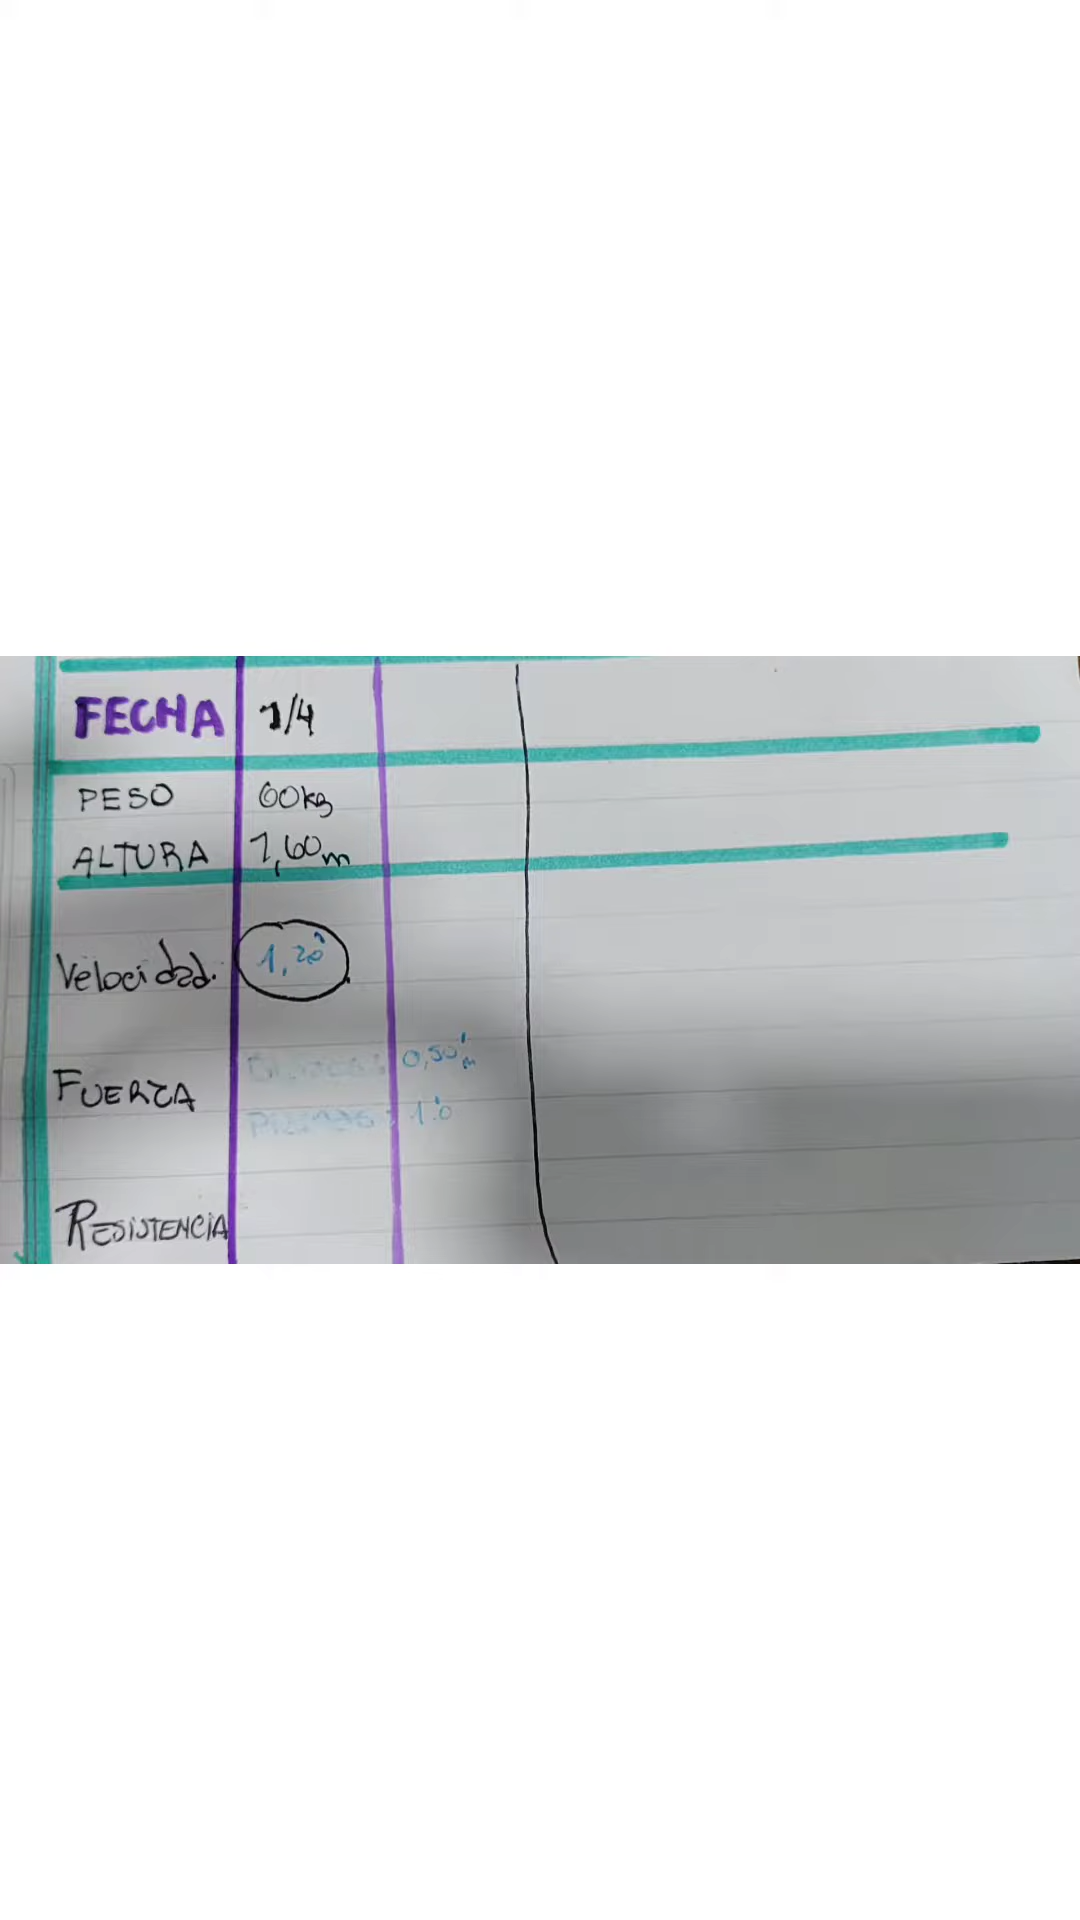 FECHA 1/4
PESO 60kg
ALTURA 1,60m
Velocidad. 1,20
FUERZA 0,50 m
1:0
RESISTENCIA